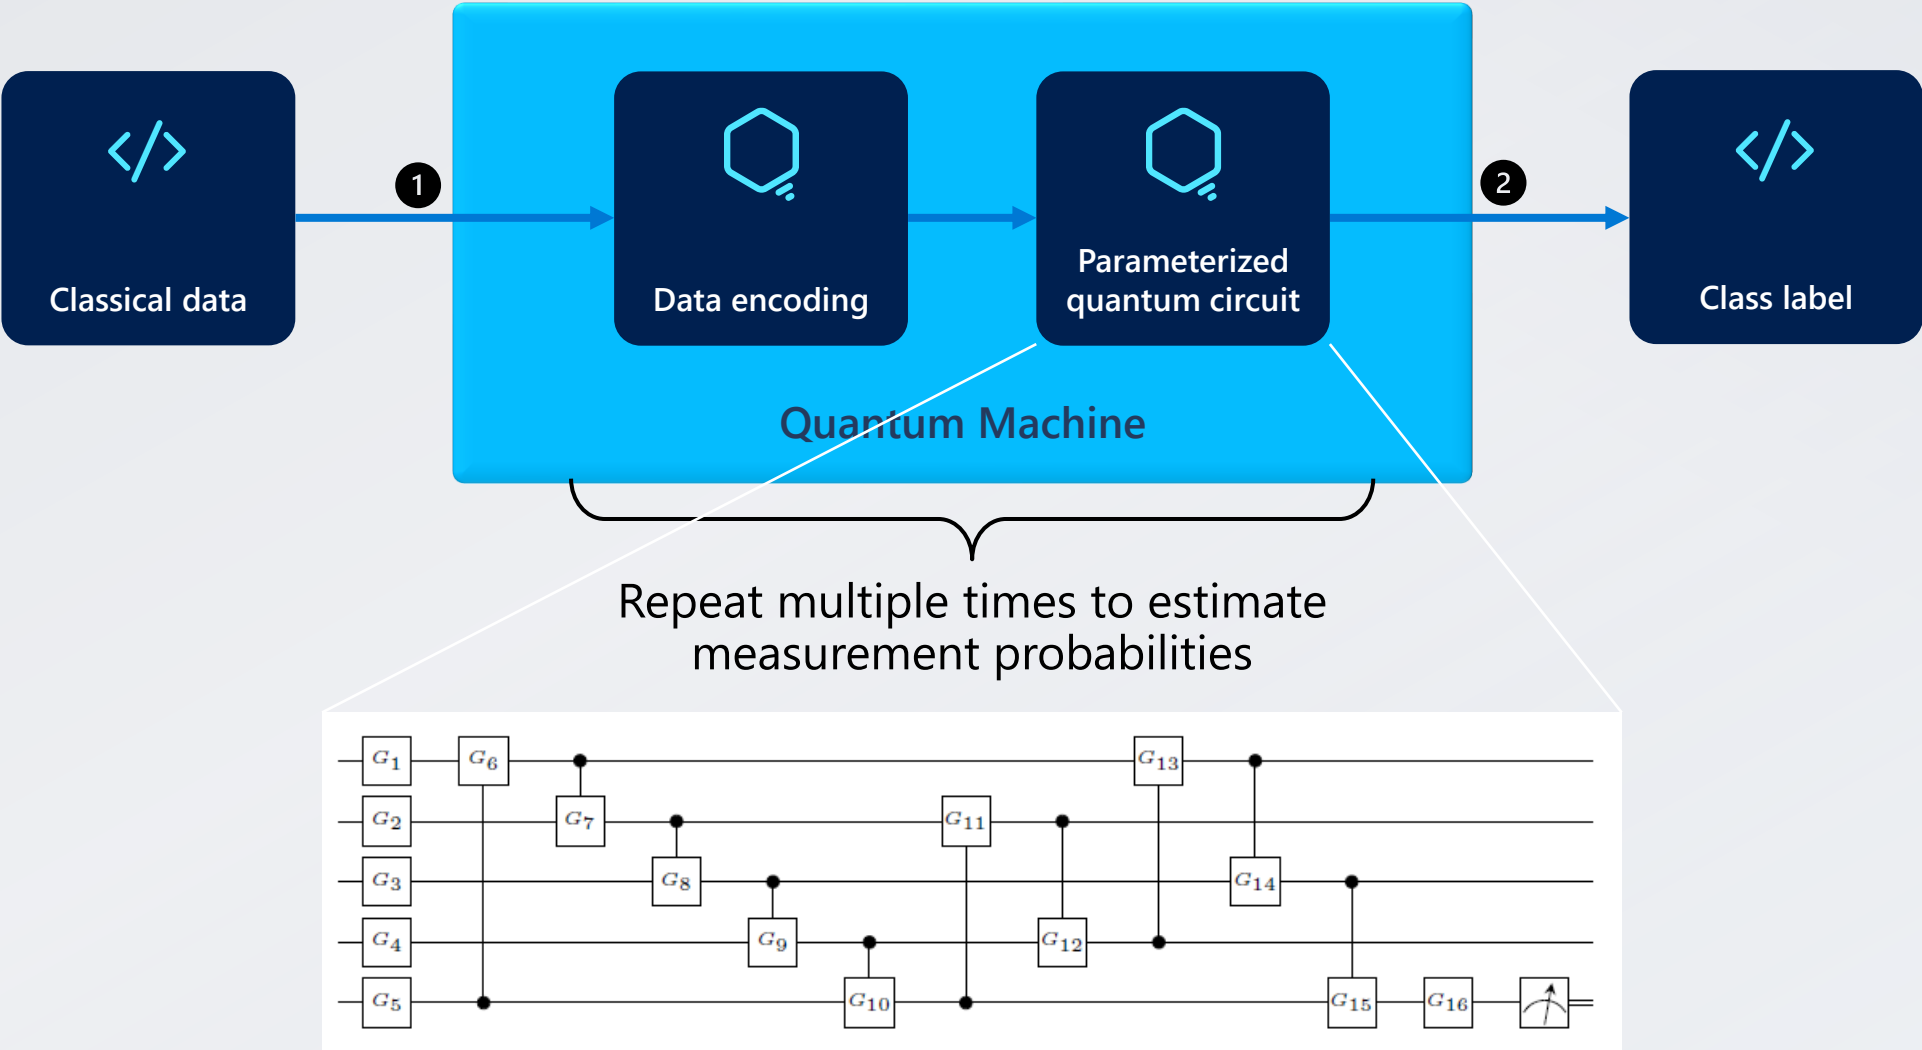 1
2
Classical data
Data encoding
Parameterized
quantum circuit
Class label
Quantum Machine
Repeat multiple times to estimate
measurement probabilities
G1 G6 G13
G2 G7 G11
G3 G8 G14
G4 G9 G12
G5 G10 G15 G16